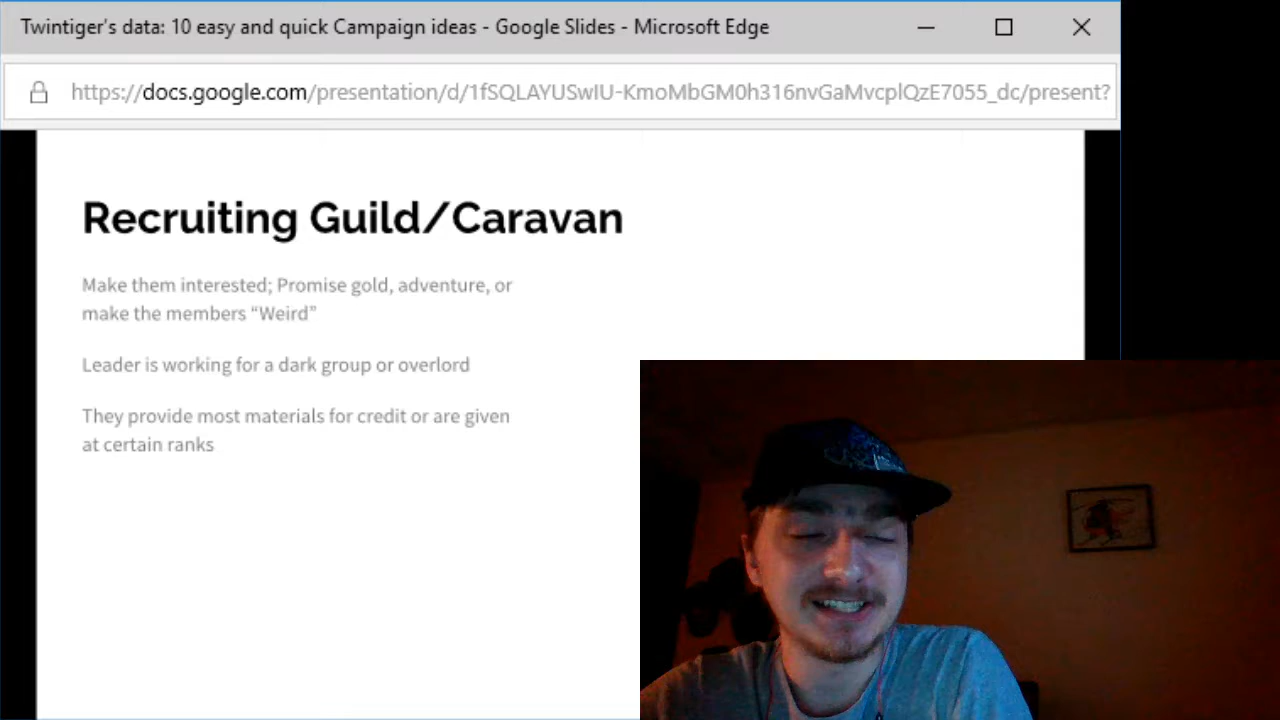 Twintiger's data: 10 easy and quick Campaign ideas - Google Slides - Microsoft Edge
https://docs.google.com/presentation/d/1fSQLAYUSwIU-KmoMbGM0h316nvGaMvcplQzE7055_dc/present?
Recruiting Guild/Caravan
Make them interested; Promise gold, adventure, or
make the members “Weird”
Leader is working for a dark group or overlord
They provide most materials for credit or are given
at certain ranks